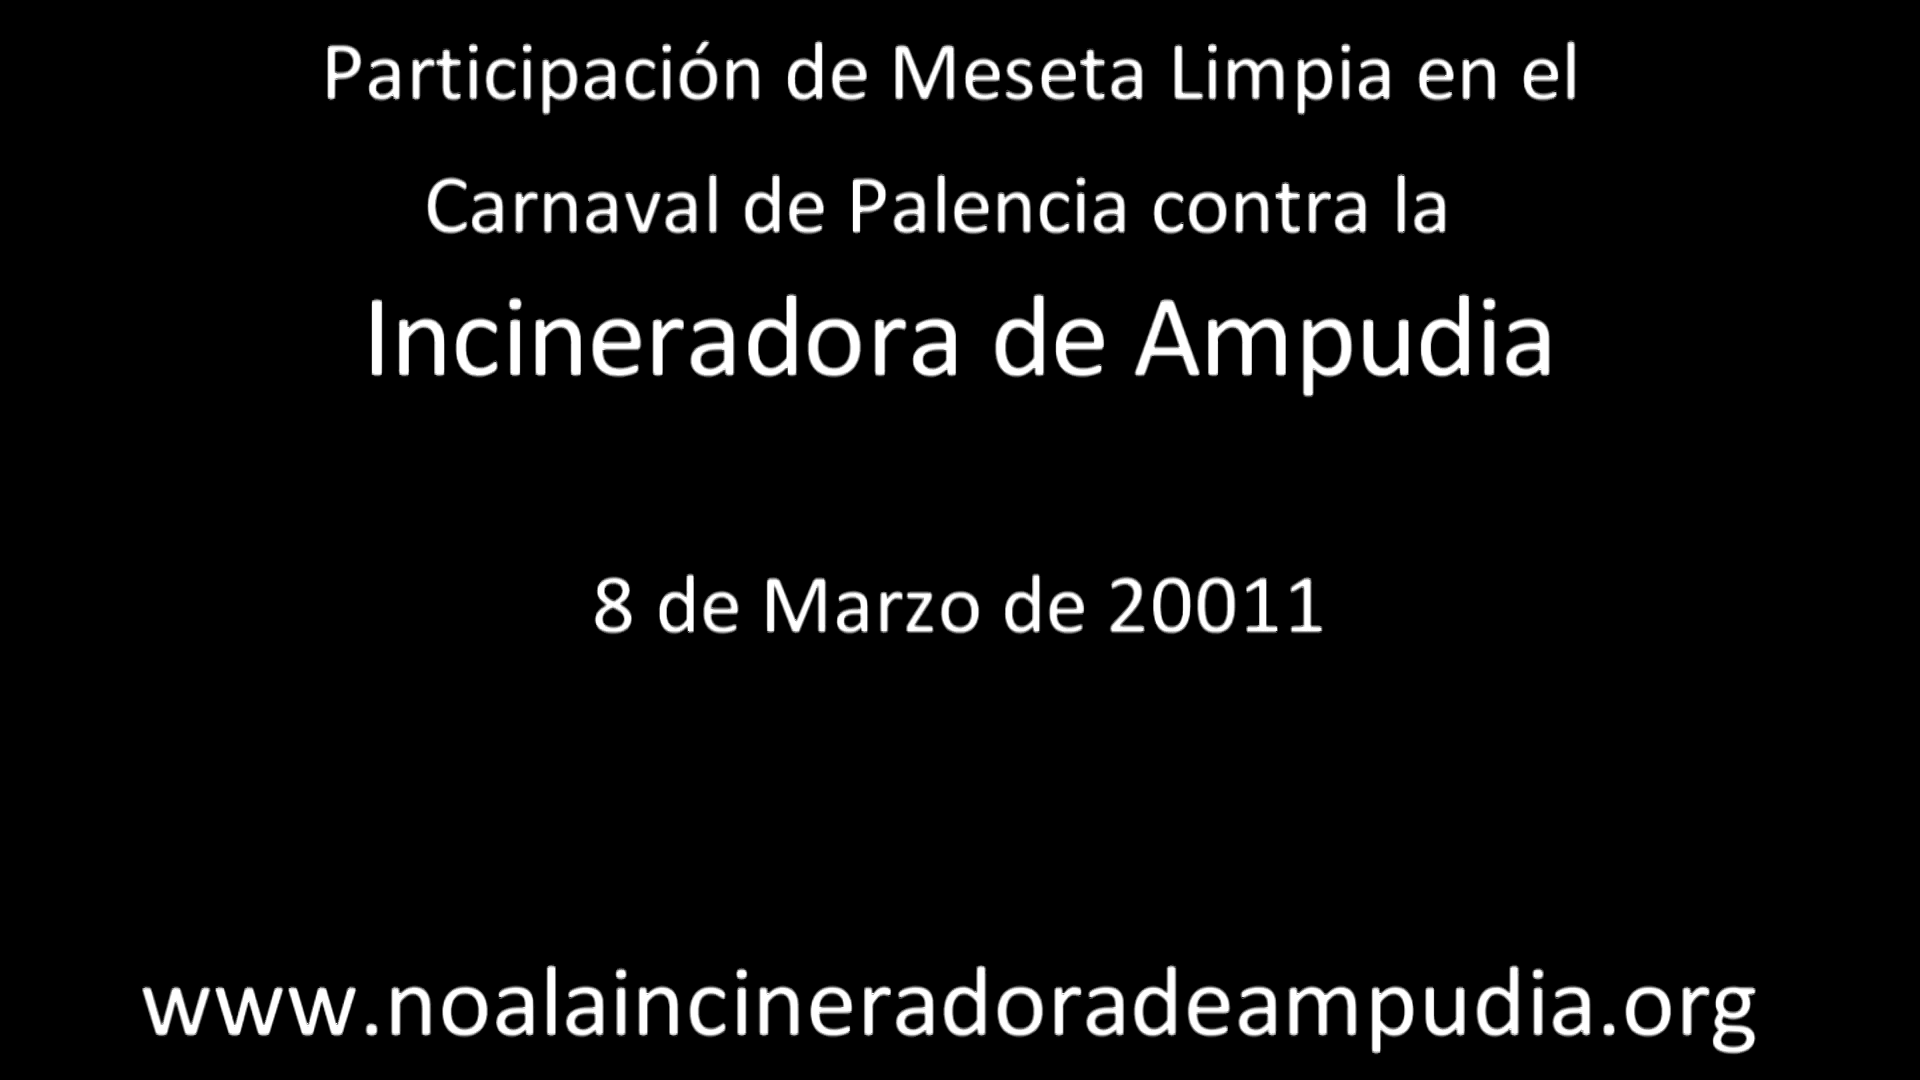 Participación de Meseta Limpia en el
Carnaval de Palencia contra la
Incineradora de Ampudia
8 de Marzo de 20011
www.noalaincineradoradeampudia.org